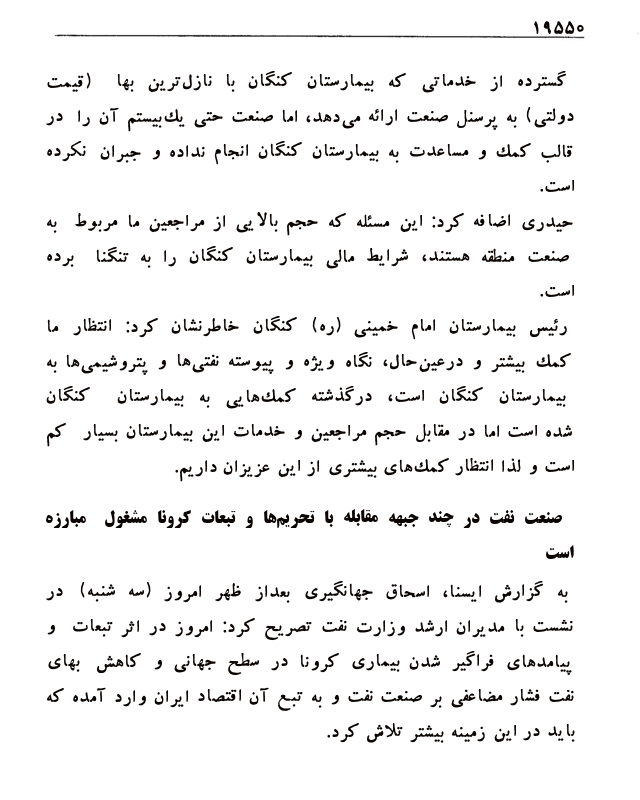 ۱۹۵۵۰
گسترده از خدماتی که بیمارستان کنگان با نازل‌ترین بها (قیمت
دولتی) به پرسنل صنعت ارائه می‌دهد، اما صنعت حتی یك‌بیستم آن را در
قالب کمك و مساعدت به بیمارستان کنگان انجام نداده و جبران نکرده
است.
حیدری اضافه کرد: این مسئله که حجم بالایی از مراجعین ما مربوط به
صنعت منطقه هستند، شرایط مالی بیمارستان کنگان را به تنگنا برده
است.
رئیس بیمارستان امام خمینی (ره) کنگان خاطرنشان کرد: انتظار ما
کمك بیشتر و درعین‌حال، نگاه ویژه و پیوسته نفتی‌ها و پتروشیمی‌ها به
بیمارستان کنگان است، درگذشته کمك‌هایی به بیمارستان کنگان
شده است اما در مقابل حجم مراجعین و خدمات این بیمارستان بسیار کم
است و لذا انتظار کمك‌های بیشتری از این عزیزان داریم.
صنعت نفت در چند جبهه مقابله با تحریم‌ها و تبعات کرونا مشغول مبارزه
است
به گزارش ایسنا، اسحاق جهانگیری بعداز ظهر امروز (سه شنبه) در
نشست با مدیران ارشد وزارت نفت تصریح کرد: امروز در اثر تبعات و
پیامدهای فراگیر شدن بیماری کرونا در سطح جهانی و کاهش بهای
نفت فشار مضاعفی بر صنعت نفت و به تبع آن اقتصاد ایران وارد آمده که
باید در این زمینه بیشتر تلاش کرد.